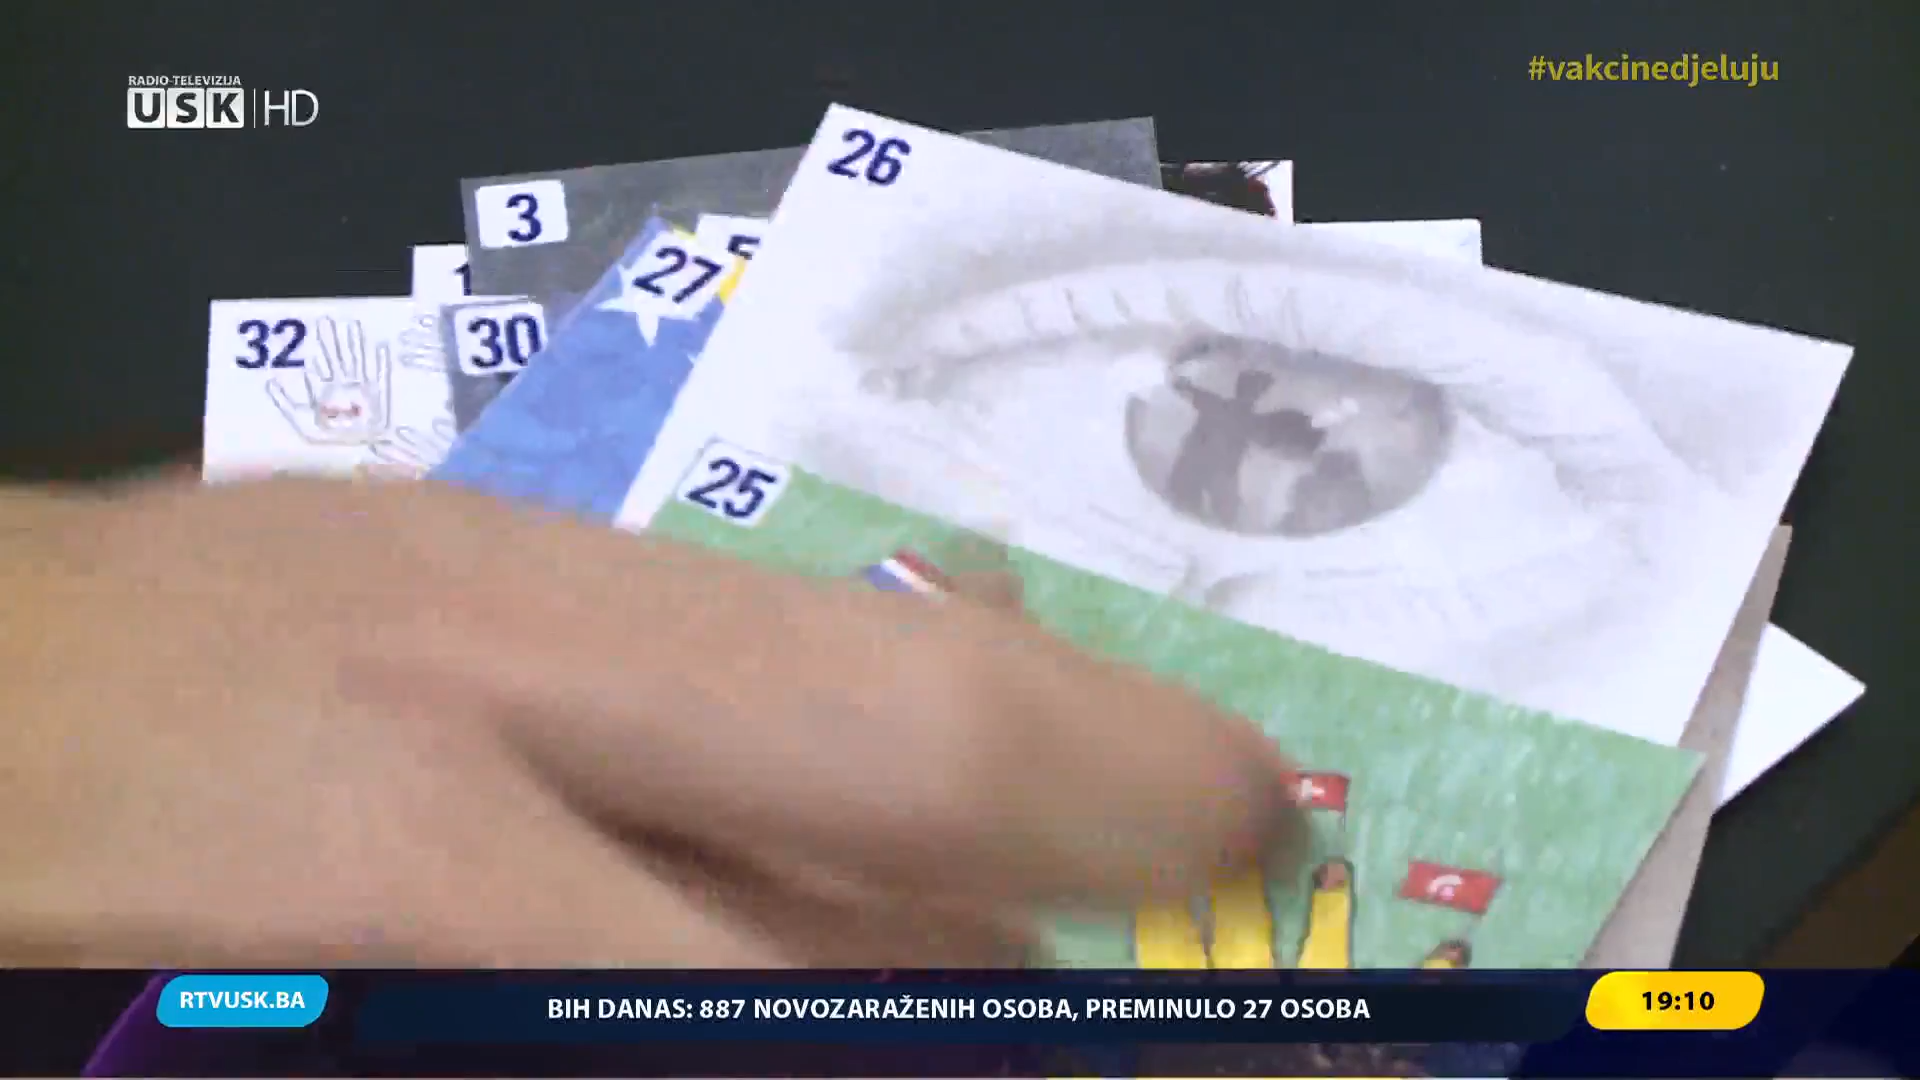 RADIO-TELEVIZIJA
USK HD
#vakcinedjeluju
26
3
5
27
32
30
25
RTVUSK.BA
BIH DANAS: 887 NOVOZARAŽENIH OSOBA, PREMINULO 27 OSOBA
19:10